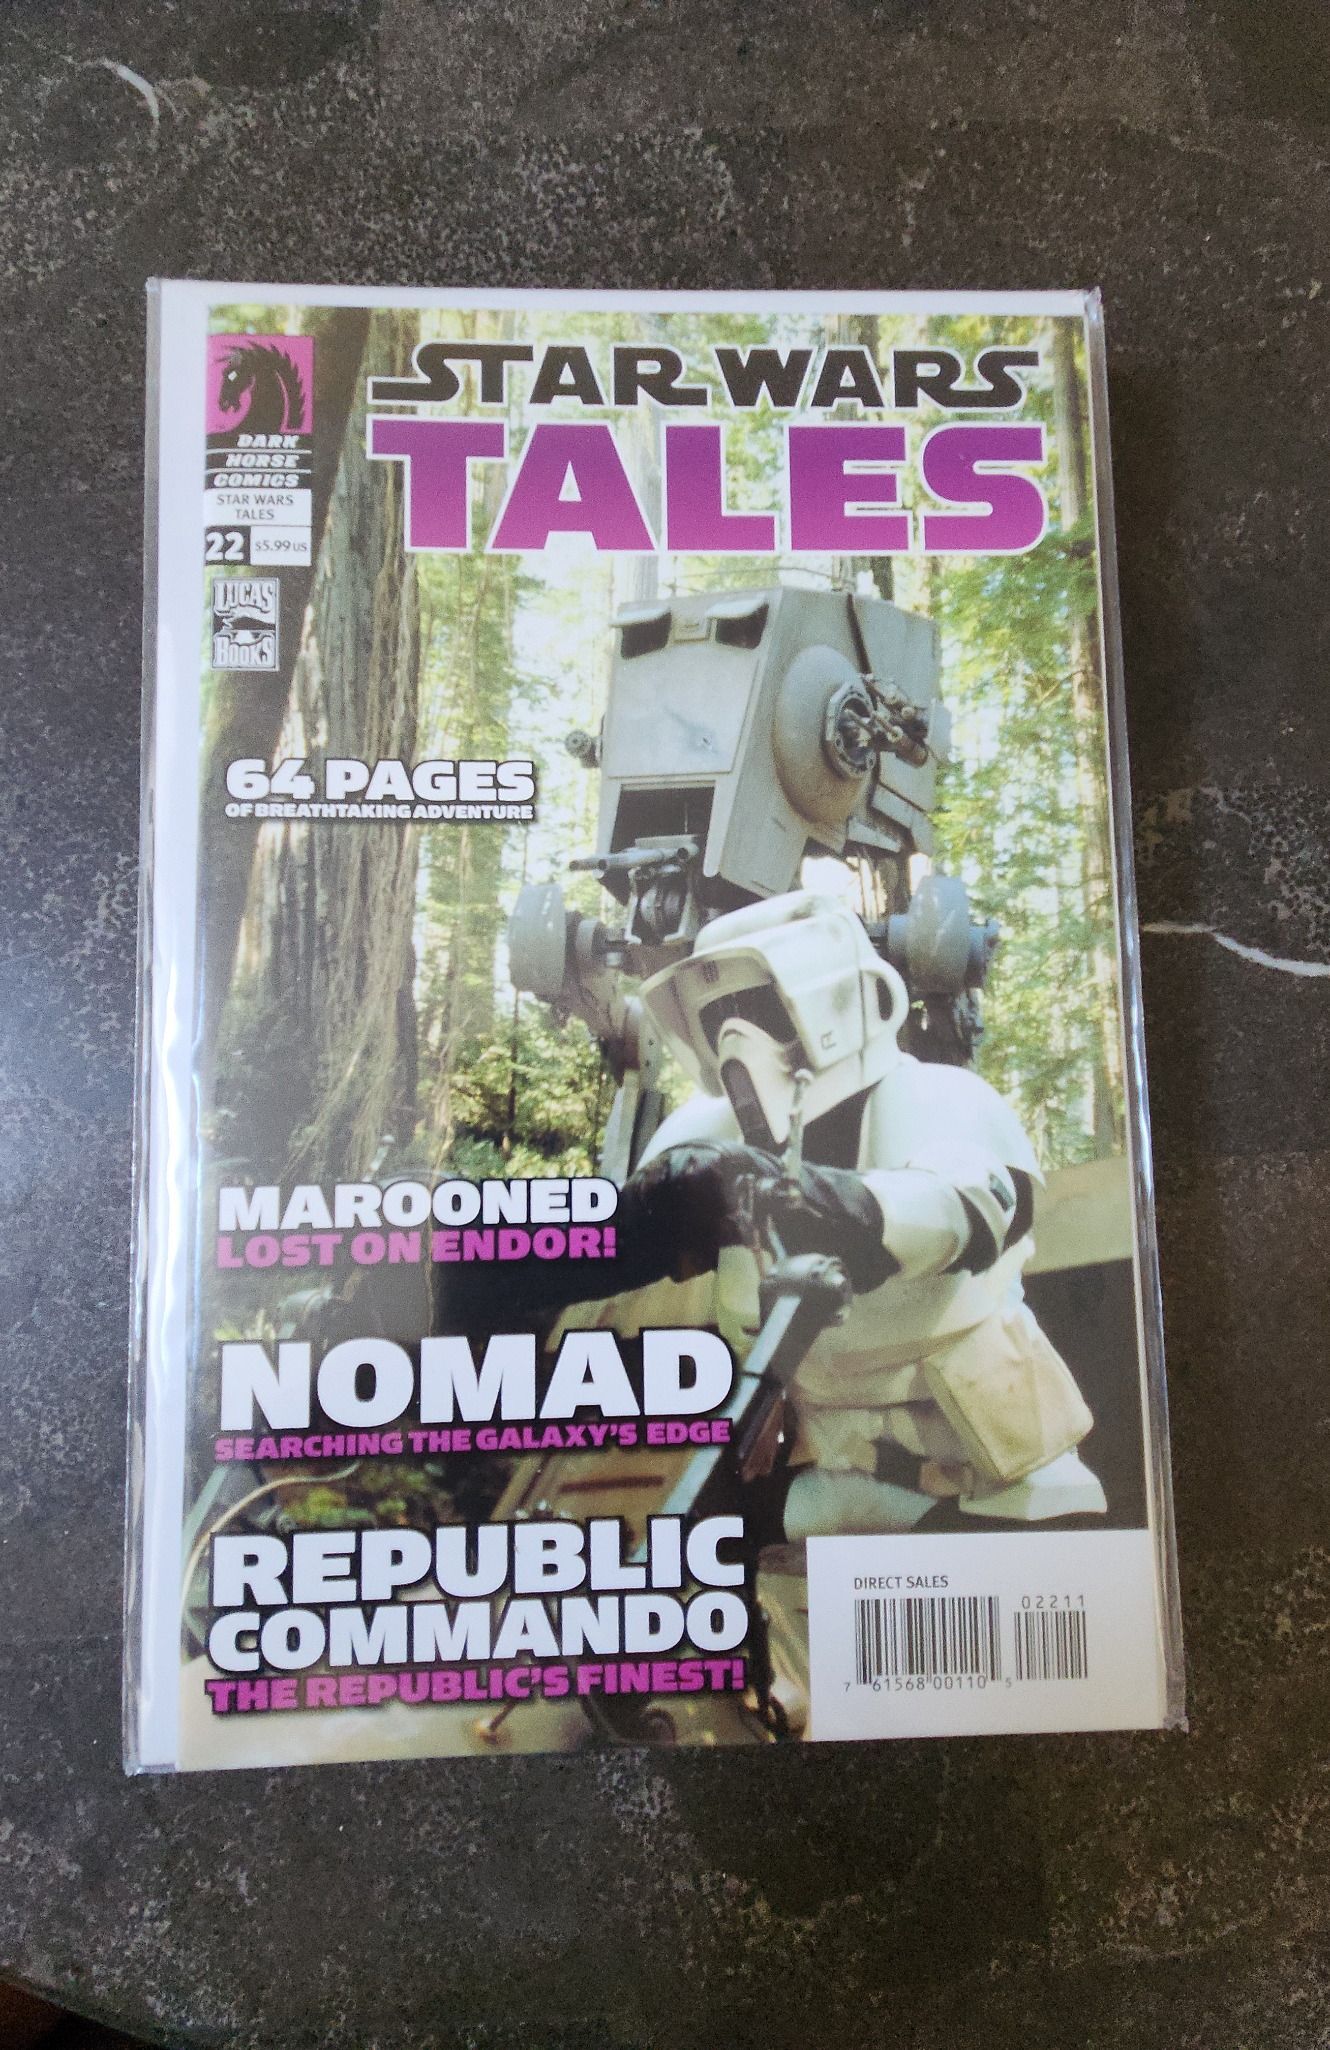 STAR WARS
TALES
DARK
HORSE
COMICS
STAR WARS
TALES
22 $5.99 US
LUCAS
BOOKS
64 PAGES
OF BREATHTAKING ADVENTURE
MAROONED
LOST ON ENDOR!
NOMAD
SEARCHING THE GALAXY'S EDGE
REPUBLIC
COMMANDO
THE REPUBLIC'S FINEST!
DIRECT SALES
02211
7 61568 00110 5